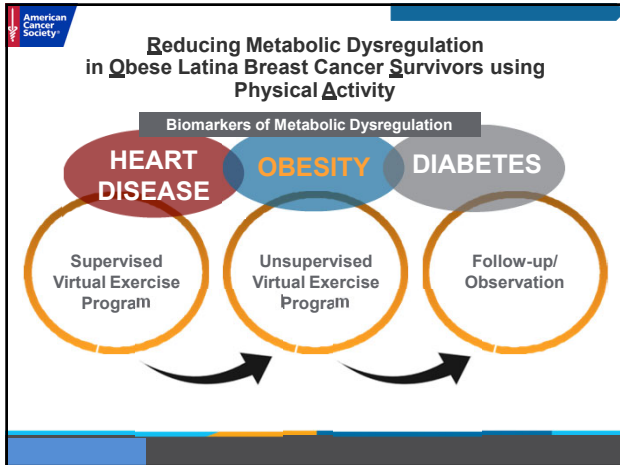 American
Cancer
Society®
Reducing Metabolic Dysregulation
in Obese Latina Breast Cancer Survivors using
Physical Activity
Biomarkers of Metabolic Dysregulation
HEART
DISEASE
OBESITY
DIABETES
Supervised
Virtual Exercise
Program
Unsupervised
Virtual Exercise
Program
Follow-up/
Observation